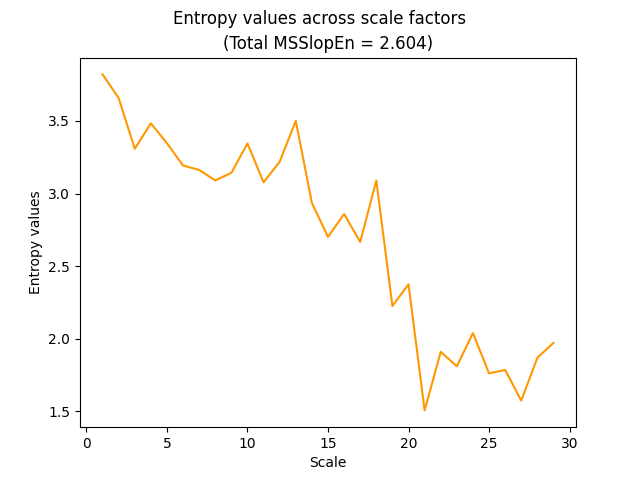 Entropy values across scale factors
(Total MSSlopEn = 2.604)
Entropy values
3.5
3.0
2.5
2.0
1.5
0 5 10 15 20 25 30
Scale